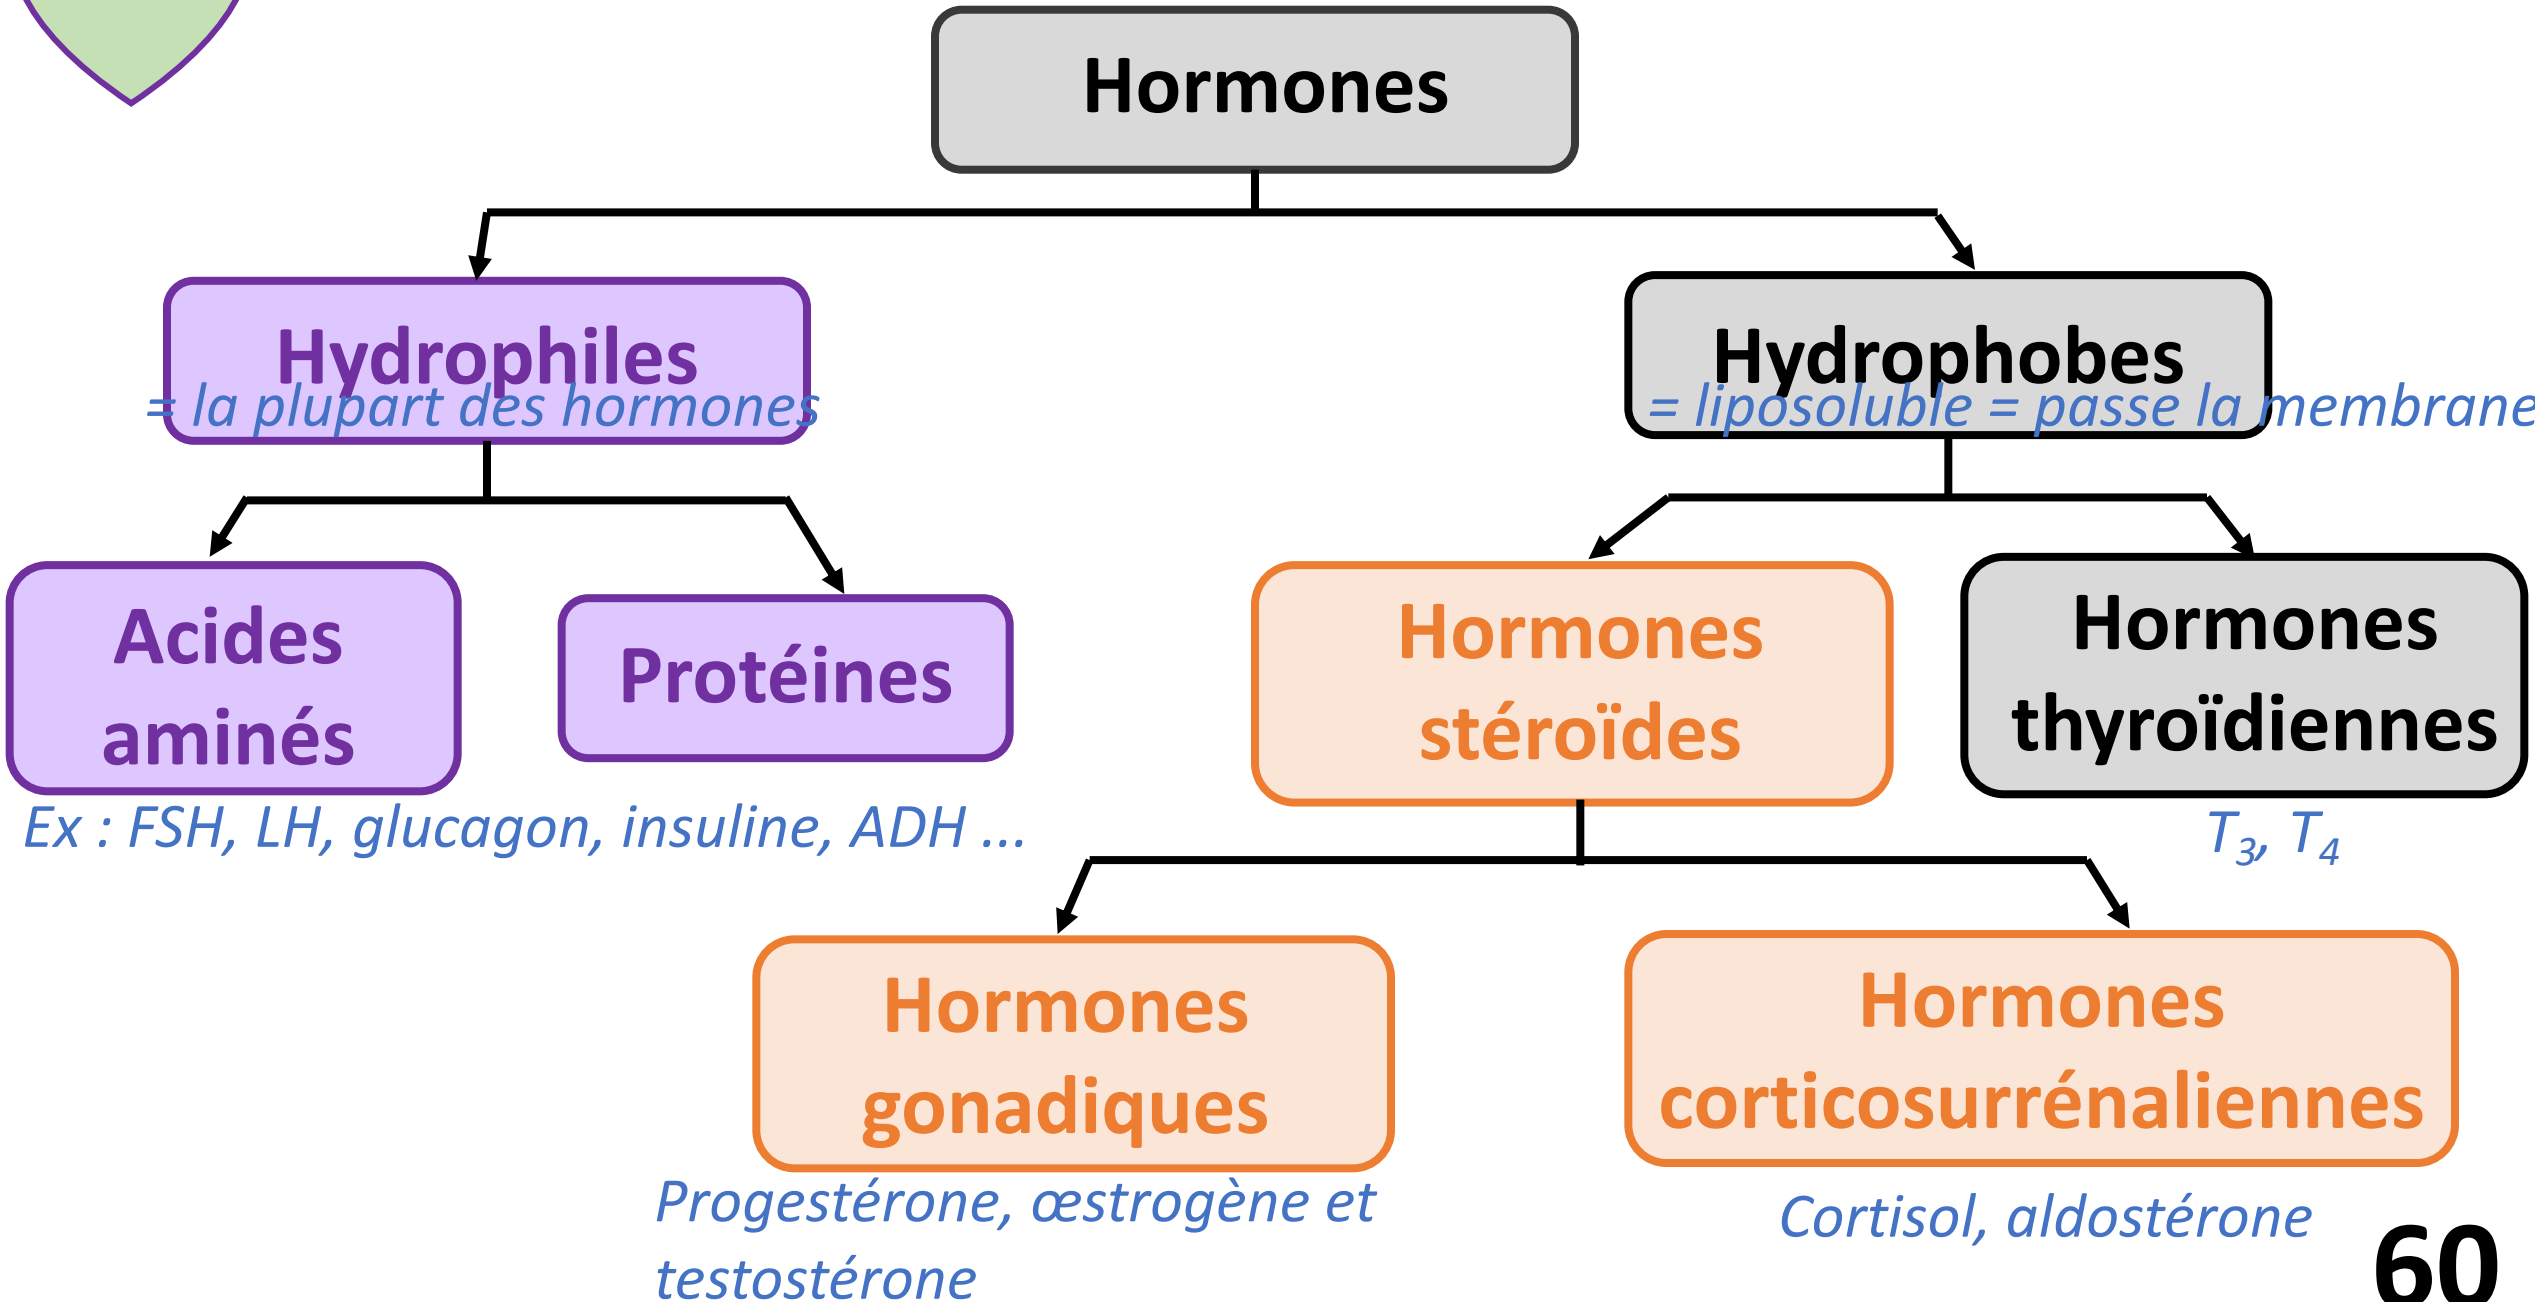 Hormones
Hydrophiles
= la plupart des hormones
Hydrophobes
= liposoluble = passe la membrane
Acides
aminés
Protéines
Ex : FSH, LH, glucagon, insuline, ADH ...
Hormones
stéroïdes
Hormones
thyroïdiennes
T3, T4
Hormones
gonadiques
Progestérone, œstrogène et
testostérone
Hormones
corticosurrénaliennes
Cortisol, aldostérone
60